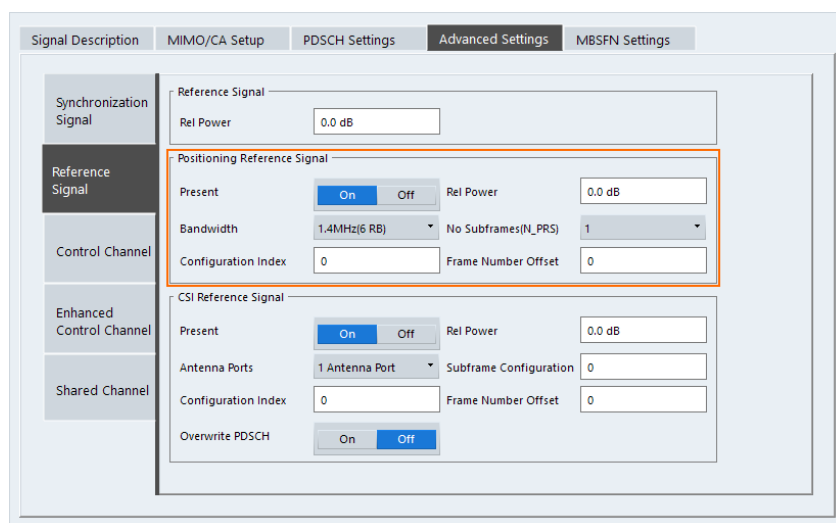 Signal Description MIMO/CA Setup PDSCH Settings Advanced Settings MBSFN Settings
Synchronization
Signal
Reference
Signal
Control Channel
Enhanced
Control Channel
Shared Channel
Reference Signal
Rel Power 0.0 dB
Positioning Reference Signal
Present On Off Rel Power 0.0 dB
Bandwidth 1.4MHz(6 RB) No Subframes(N_PRS) 1
Configuration Index 0 Frame Number Offset 0
CSI Reference Signal
Present On Off Rel Power 0.0 dB
Antenna Ports 1 Antenna Port Subframe Configuration 0
Configuration Index 0 Frame Number Offset 0
Overwrite PDSCH On Off